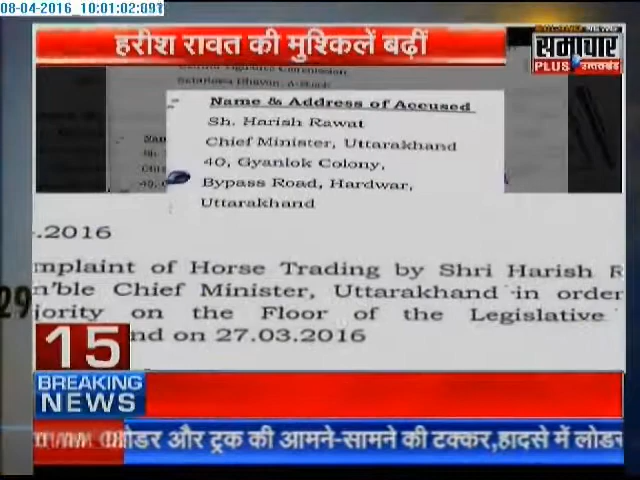 08-04-2016_10:01:02:091
हरीश रावत की मुश्किलें बढ़ीं
समाचार
PLUS उत्तराखंड
Name & Address of Accused
Sh. Harish Rawat
Chief Minister, Uttarakhand
40, Gyanlok Colony,
Bypass Road, Hardwar,
Uttarakhand
.2016
mplaint of Horse Trading by Shri Harish R
n'ble Chief Minister, Uttarakhand in order
jority on the Floor of the Legislative
nd on 27.03.2016
29
15
BREAKING
NEWS
लोडर और ट्रक की आमने-सामने की टक्कर,हादसे में लोडर